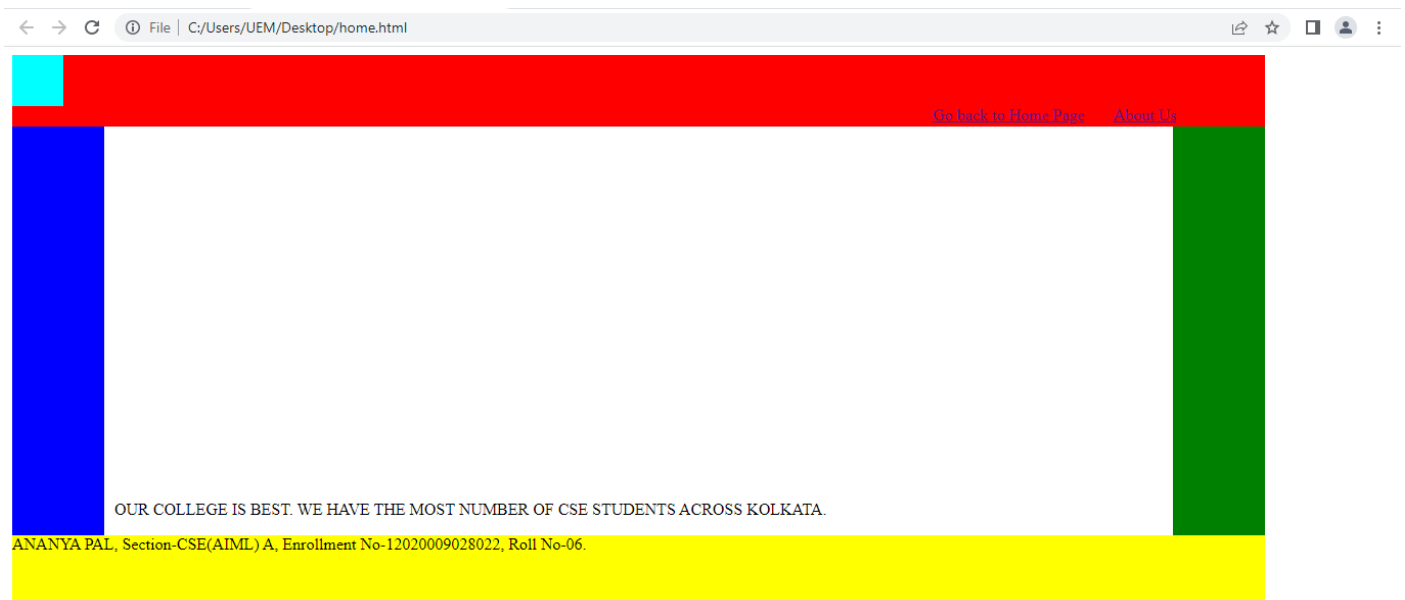 File | C:/Users/UEM/Desktop/home.html
Go back to Home Page About Us
OUR COLLEGE IS BEST. WE HAVE THE MOST NUMBER OF CSE STUDENTS ACROSS KOLKATA.
ANANYA PAL, Section-CSE(AIML) A, Enrollment No-12020009028022, Roll No-06.